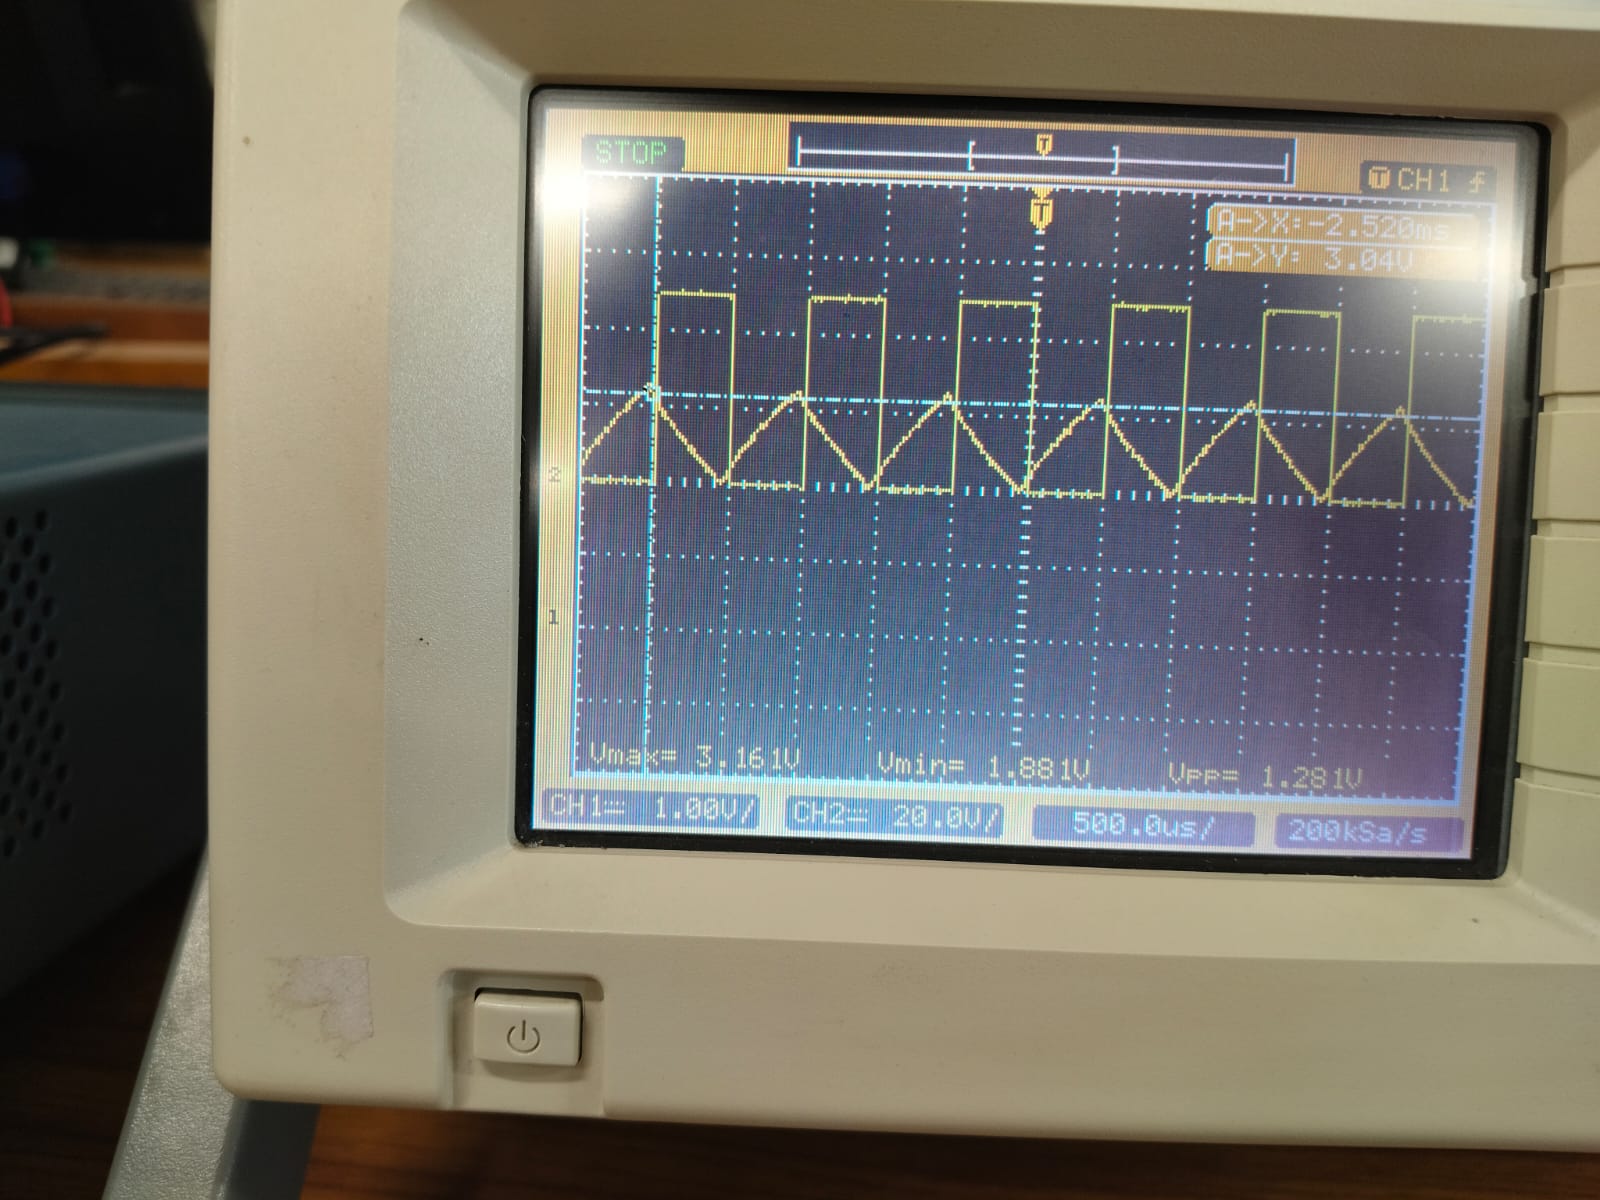 STOP
T
T CH1
T
A->X:-2.520ms
A->Y: 3.04V
2
1
Vmax= 3.161V Vmin= 1.881V Vpp= 1.281V
CH1 1.00V/ CH2 20.0V/ 500.0us/ 200kSa/s